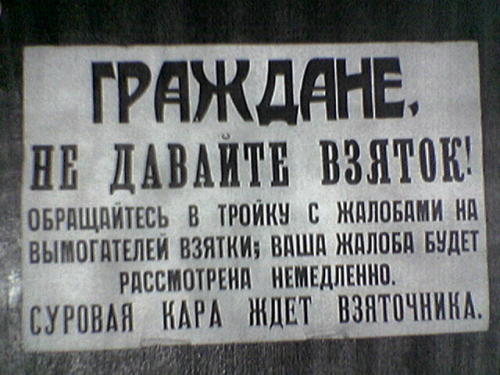 ГРАЖДАНЕ,
НЕ ДАВАЙТЕ ВЗЯТОК!
ОБРАЩАЙТЕСЬ В ТРОЙКУ С ЖАЛОБАМИ НА
ВЫМОГАТЕЛЕЙ ВЗЯТКИ; ВАША ЖАЛОБА БУДЕТ
РАССМОТРЕНА НЕМЕДЛЕННО.
СУРОВАЯ КАРА ЖДЕТ ВЗЯТОЧНИКА.